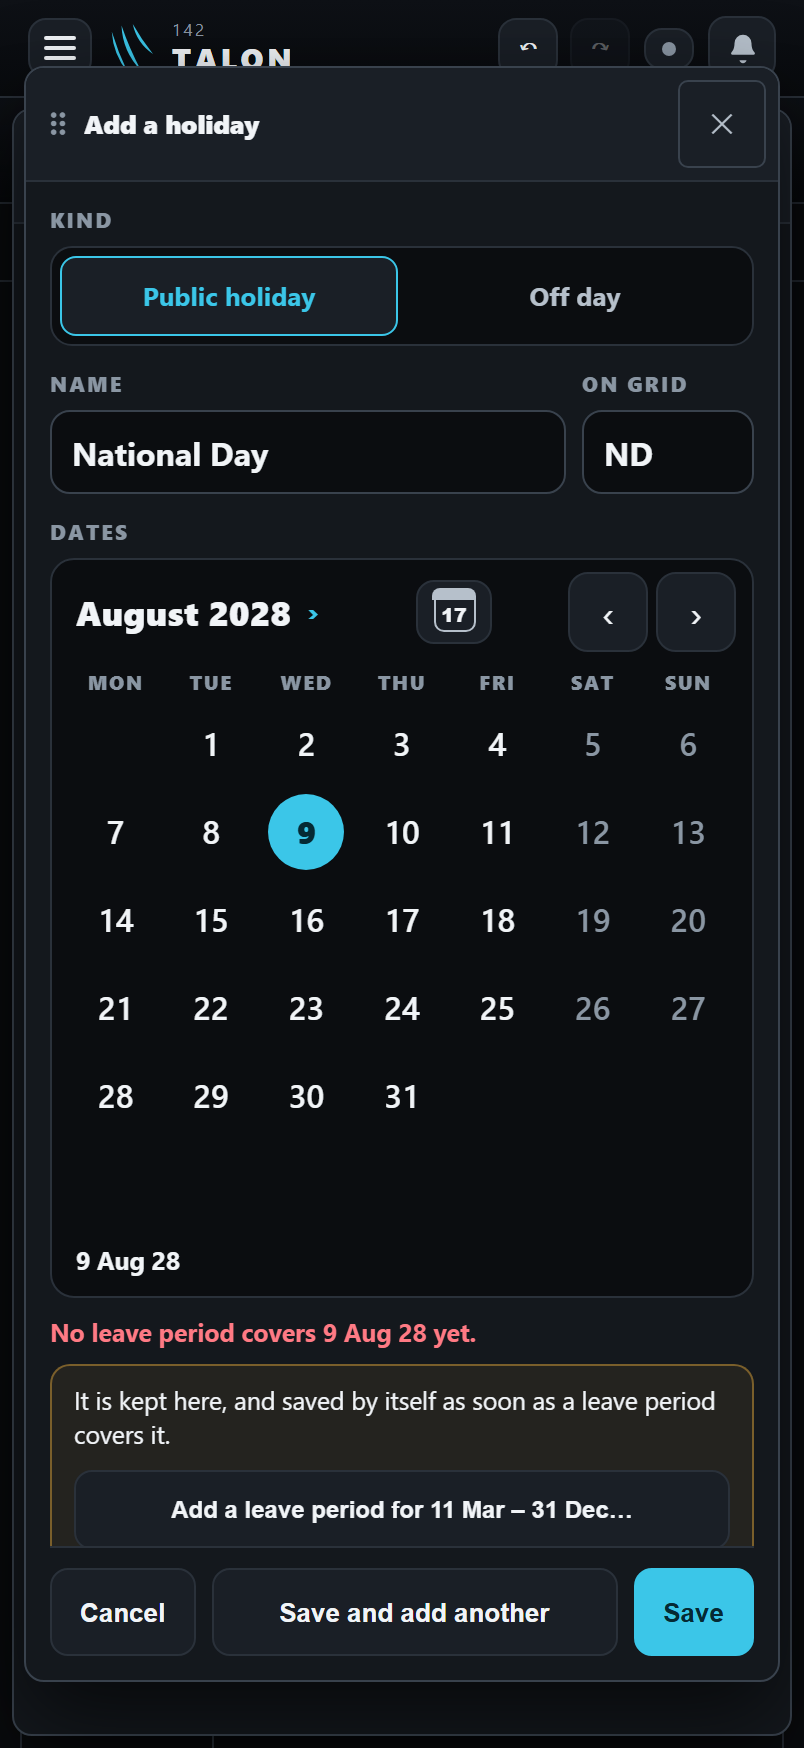 142
TALON
Add a holiday
KIND
Public holiday
Off day
NAME
ON GRID
National Day
ND
DATES
August 2028 ›
17
‹ ›
MON TUE WED THU FRI SAT SUN
1 2 3 4 5 6
7 8 9 10 11 12 13
14 15 16 17 18 19 20
21 22 23 24 25 26 27
28 29 30 31
9 Aug 28
No leave period covers 9 Aug 28 yet.
It is kept here, and saved by itself as soon as a leave period
covers it.
Add a leave period for 11 Mar – 31 Dec...
Cancel
Save and add another
Save